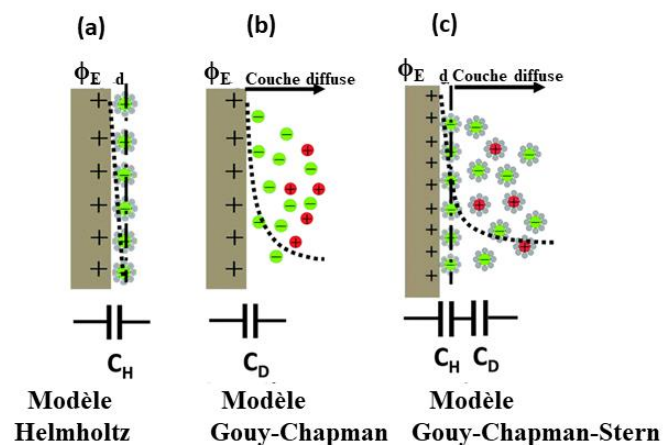 (a) (b) (c)
ϕE d ϕE Couche diffuse ϕE d Couche diffuse
CH CD CH CD
Modèle Modèle Modèle
Helmholtz Gouy-Chapman Gouy-Chapman-Stern